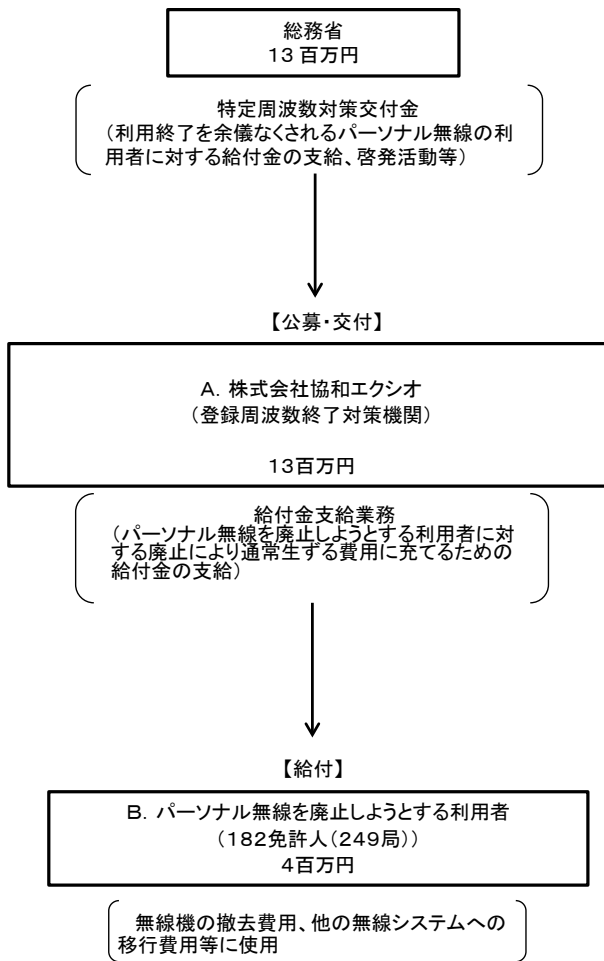 総務省
13 百万円
特定周波数対策交付金
（利用終了を余儀なくされるパーソナル無線の利
用者に対する給付金の支給、啓発活動等）
【公募・交付】
A．株式会社協和エクシオ
（登録周波数終了対策機関）
13百万円
給付金支給業務
（パーソナル無線を廃止しようとする利用者に対
する廃止により通常生ずる費用に充てるための
給付金の支給）
【給付】
B．パーソナル無線を廃止しようとする利用者
（182免許人（249局））
4百万円
無線機の撤去費用、他の無線システムへの
移行費用等に使用